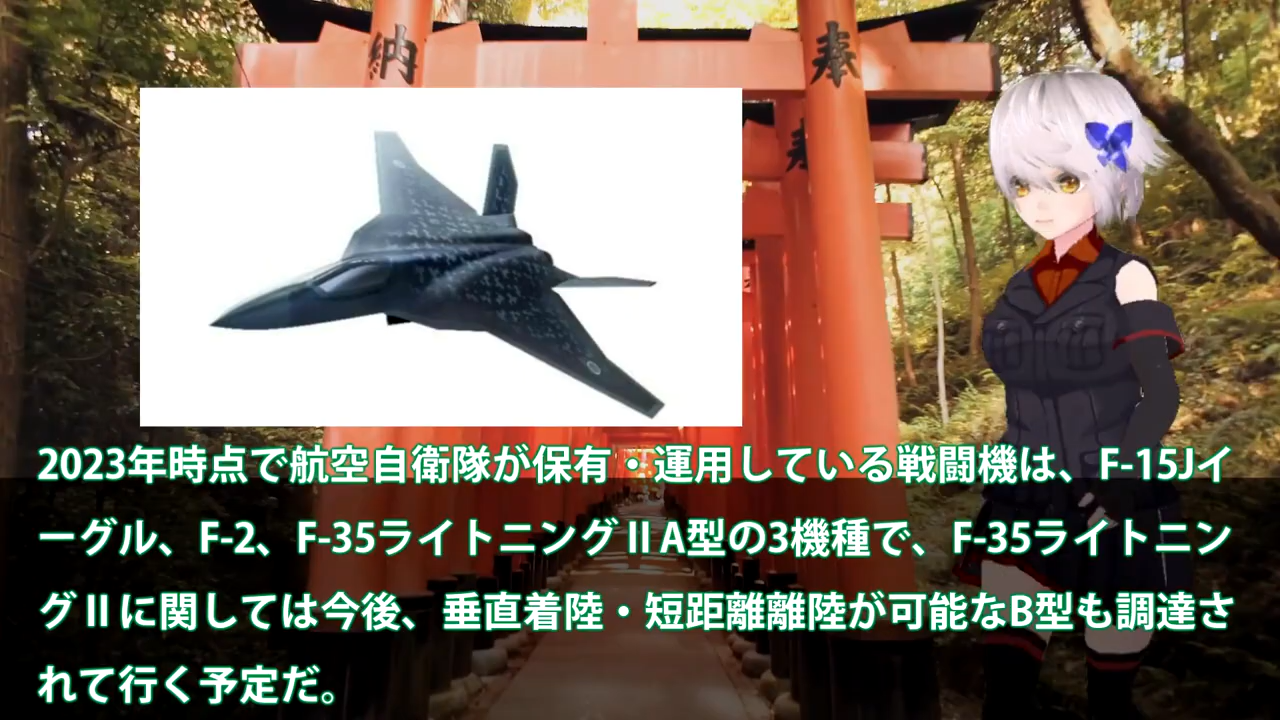 納
奉
奉
2023年時点で航空自衛隊が保有・運用している戦闘機は、F-15Jイ
ーグル、F-2、F-35ライトニングⅡA型の3機種で、F-35ライトニン
グⅡに関しては今後、垂直着陸・短距離離陸が可能なB型も調達さ
れて行く予定だ。